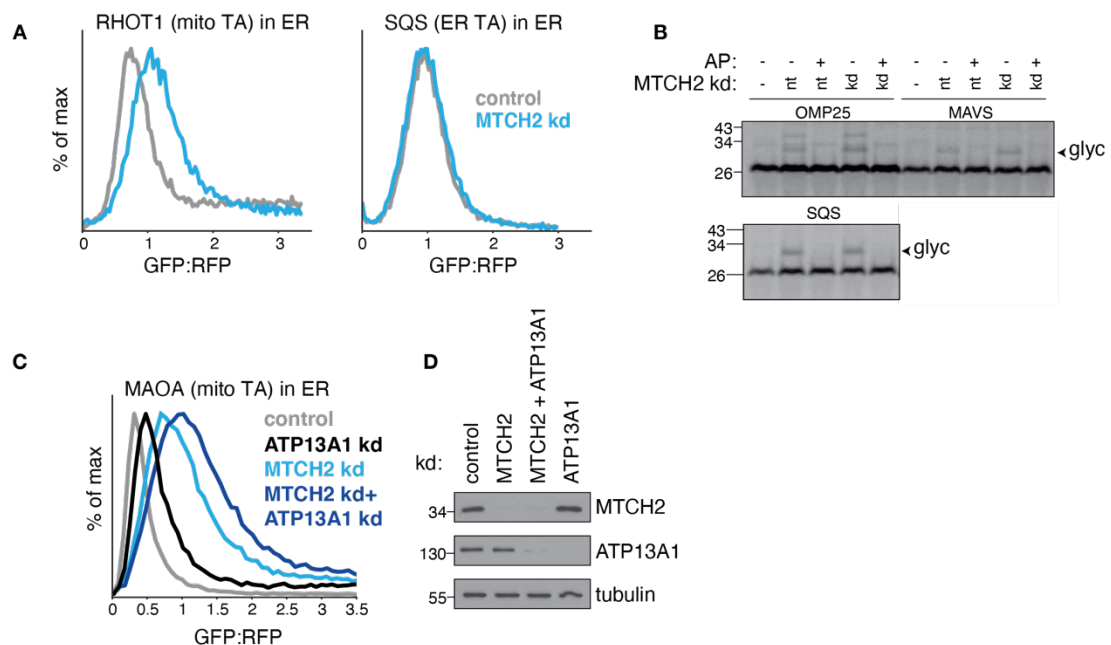 A
RHOT1 (mito TA) in ER
SQS (ER TA) in ER
% of max
control
MTCH2 kd
0 1 2 3
0 1 2 3
GFP:RFP
GFP:RFP
B
AP: - - + - + - + - +
MTCH2 kd: - nt nt kd kd - nt nt kd kd
OMP25 MAVS
43
34
26
glyc
SQS
43
34
26
glyc
C
MAOA (mito TA) in ER
control
ATP13A1 kd
MTCH2 kd
MTCH2 kd+
ATP13A1 kd
% of max
0 0.5 1 1.5 2 2.5 3 3.5
GFP:RFP
D
kd:
control
MTCH2
MTCH2 + ATP13A1
ATP13A1
34 MTCH2
130 ATP13A1
55 tubulin